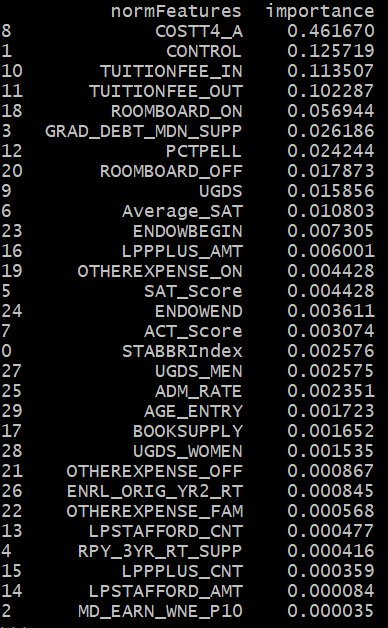 normFeatures importance
8 COSTT4_A 0.461670
1 CONTROL 0.125719
10 TUITIONFEE_IN 0.113507
11 TUITIONFEE_OUT 0.102287
18 ROOMBOARD_ON 0.056944
3 GRAD_DEBT_MDN_SUPP 0.026186
12 PCTPELL 0.024244
20 ROOMBOARD_OFF 0.017873
9 UGDS 0.015856
6 Average_SAT 0.010803
23 ENDOWBEGIN 0.007305
16 LPPPLUS_AMT 0.006001
19 OTHEREXPENSE_ON 0.004428
5 SAT_Score 0.004428
24 ENDOWEND 0.003611
7 ACT_Score 0.003074
0 STABBRIndex 0.002576
27 UGDS_MEN 0.002575
25 ADM_RATE 0.002351
29 AGE_ENTRY 0.001723
17 BOOKSUPPLY 0.001652
28 UGDS_WOMEN 0.001535
21 OTHEREXPENSE_OFF 0.000867
26 ENRL_ORIG_YR2_RT 0.000845
22 OTHEREXPENSE_FAM 0.000568
13 LPSTAFFORD_CNT 0.000477
4 RPY_3YR_RT_SUPP 0.000416
15 LPPPLUS_CNT 0.000359
14 LPSTAFFORD_AMT 0.000084
2 MD_EARN_WNE_P10 0.000035